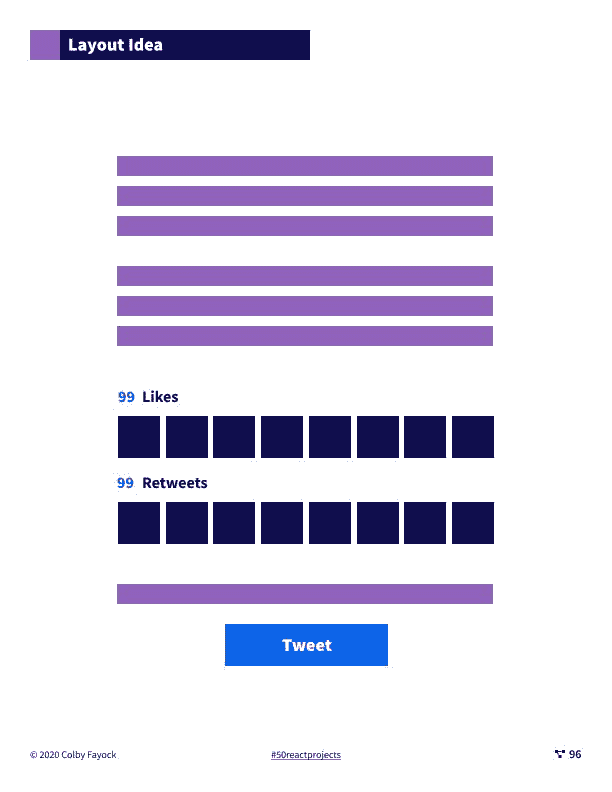 Layout Idea
99 Likes
99 Retweets
Tweet
© 2020 Colby Fayock
#50reactprojects
96